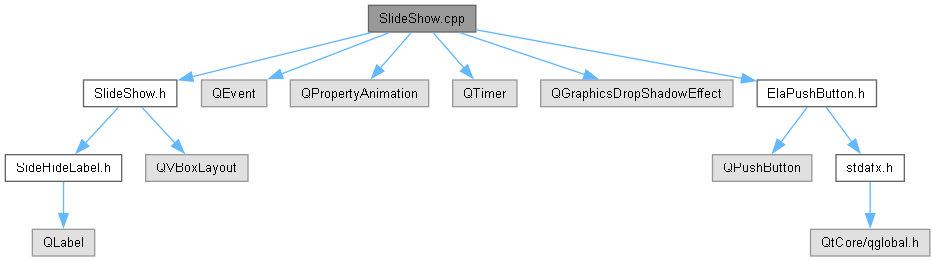 SlideShow.cpp
SlideShow.h
QEvent
QPropertyAnimation
QTimer
QGraphicsDropShadowEffect
ElaPushButton.h
SideHideLabel.h
QVBoxLayout
QPushButton
stdafx.h
QLabel
QtCore/qglobal.h